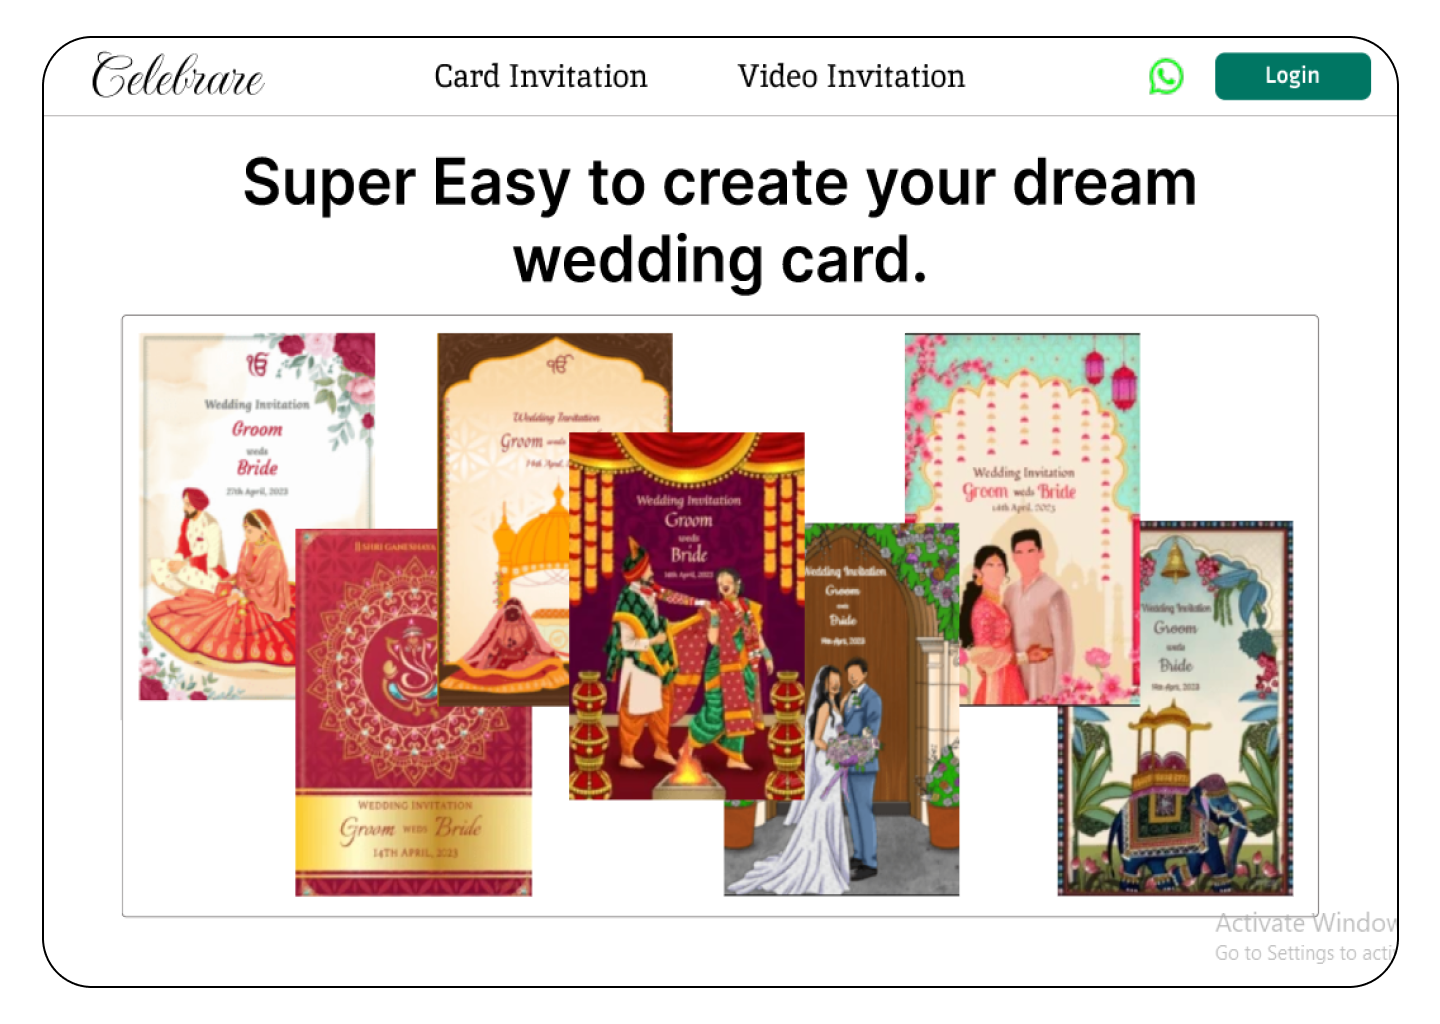 Celebrare
Card Invitation
Video Invitation
Login
Super Easy to create your dream
wedding card.
ੴ
Wedding Invitation
Groom
weds
Bride
27th April, 2023
ੴ
Wedding Invitation
Groom weds
14th April,
|| SHRI GANESHAYA
WEDDING INVITATION
Groom WEDS Bride
14TH APRIL, 2023
Wedding Invitation
Groom
weds
Bride
14th April, 2023
Wedding Invitation
Groom
weds
Bride
14th April, 2023
Wedding Invitation
Groom weds Bride
14th April, 2023
Wedding Invitation
Groom
weds
Bride
14th April, 2023
Activate Window
Go to Settings to acti